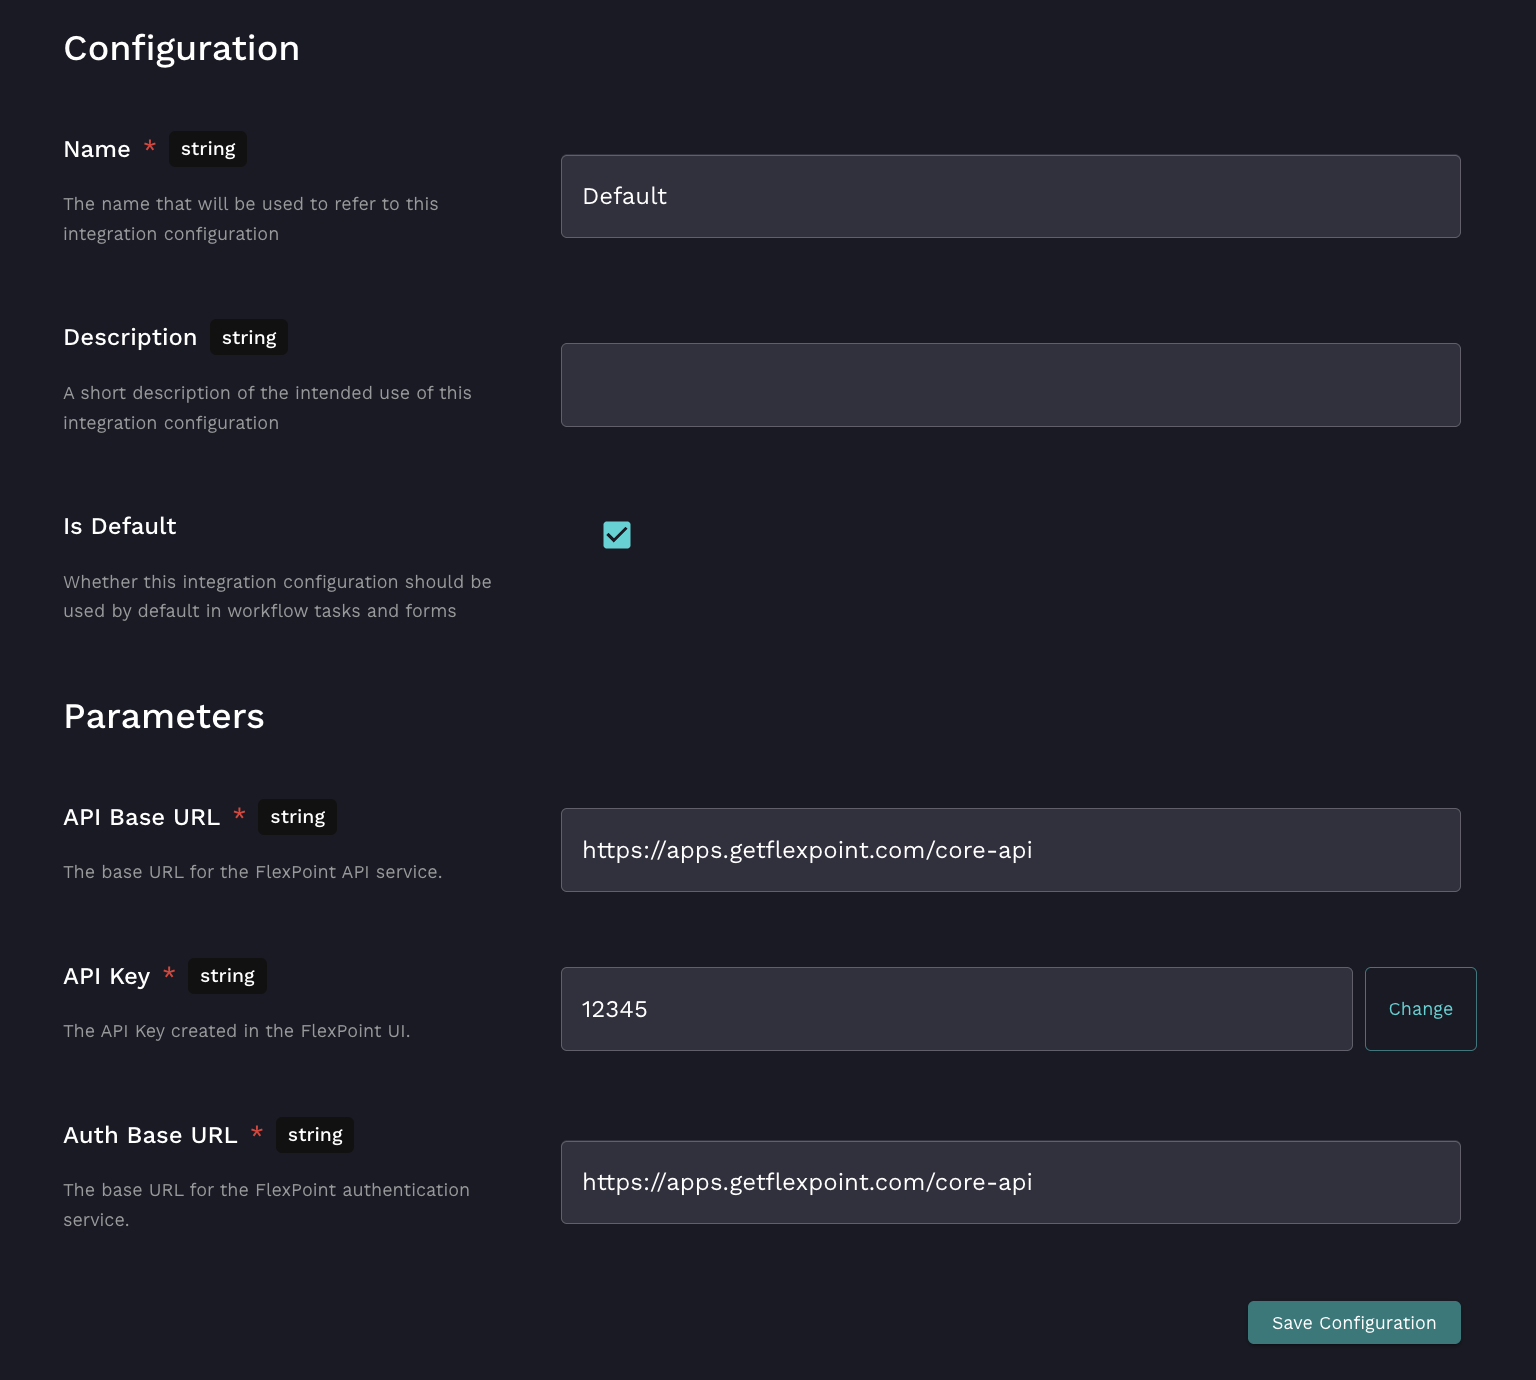 Configuration
Name * string
The name that will be used to refer to this
integration configuration
Default
Description string
A short description of the intended use of this
integration configuration
Is Default
Whether this integration configuration should be
used by default in workflow tasks and forms
Parameters
API Base URL * string
The base URL for the FlexPoint API service.
https://apps.getflexpoint.com/core-api
API Key * string
The API Key created in the FlexPoint UI.
12345
Change
Auth Base URL * string
The base URL for the FlexPoint authentication
service.
https://apps.getflexpoint.com/core-api
Save Configuration